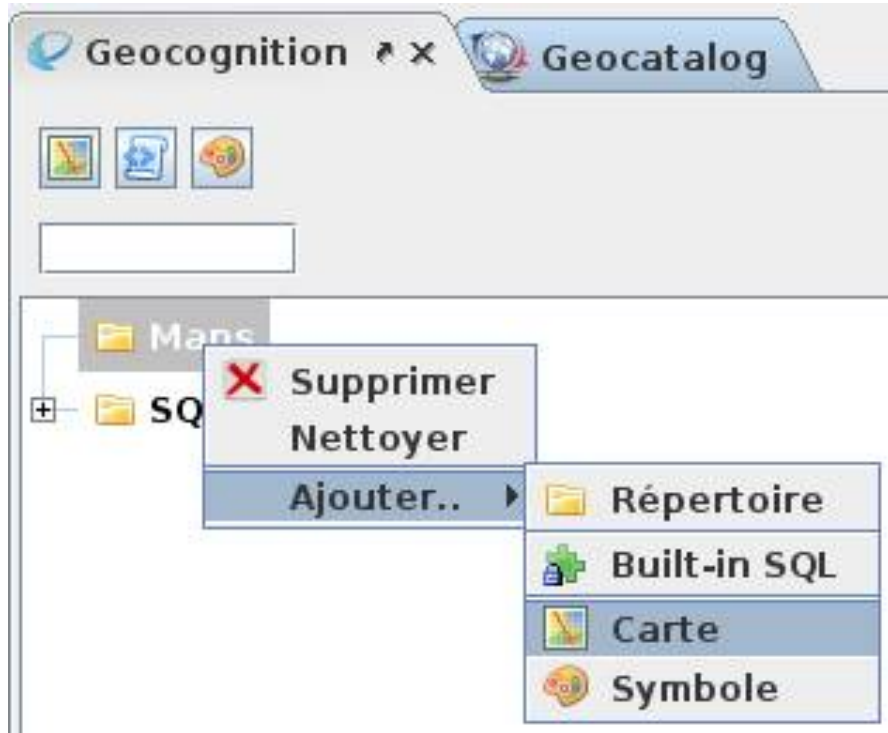 Geocognition
Geocatalog
Maps
SQ
Supprimer
Nettoyer
Ajouter..
Répertoire
Built-in SQL
Carte
Symbole